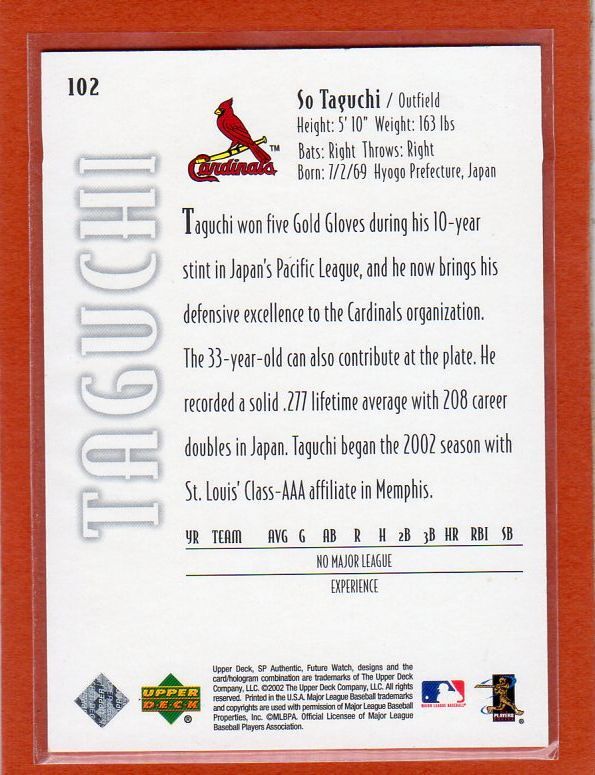 102
So Taguchi / Outfield
Height: 5' 10" Weight: 163 lbs
Bats: Right Throws: Right
Born: 7/2/69 Hyogo Prefecture, Japan
Cardinals TM
TAGUCHI
Taguchi won five Gold Gloves during his 10-year
stint in Japan's Pacific League, and he now brings his
defensive excellence to the Cardinals organization.
The 33-year-old can also contribute at the plate. He
recorded a solid .277 lifetime average with 208 career
doubles in Japan. Taguchi began the 2002 season with
St. Louis' Class-AAA affiliate in Memphis.
YR TEAM AVG G AB R H 2B 3B HR RBI SB
NO MAJOR LEAGUE
EXPERIENCE
UPPER
DECK ®
Upper Deck, SP Authentic, Future Watch, designs and the
card/hologram combination are trademarks of The Upper Deck
Company, LLC. ©2002 The Upper Deck Company, LLC. All rights
reserved. Printed in the U.S.A. Major League Baseball trademarks
and copyrights are used with permission of Major League Baseball
Properties, Inc. ©MLBPA. Official Licensee of Major League
Baseball Players Association.
MAJOR LEAGUE BASEBALL
PLAYERS ®